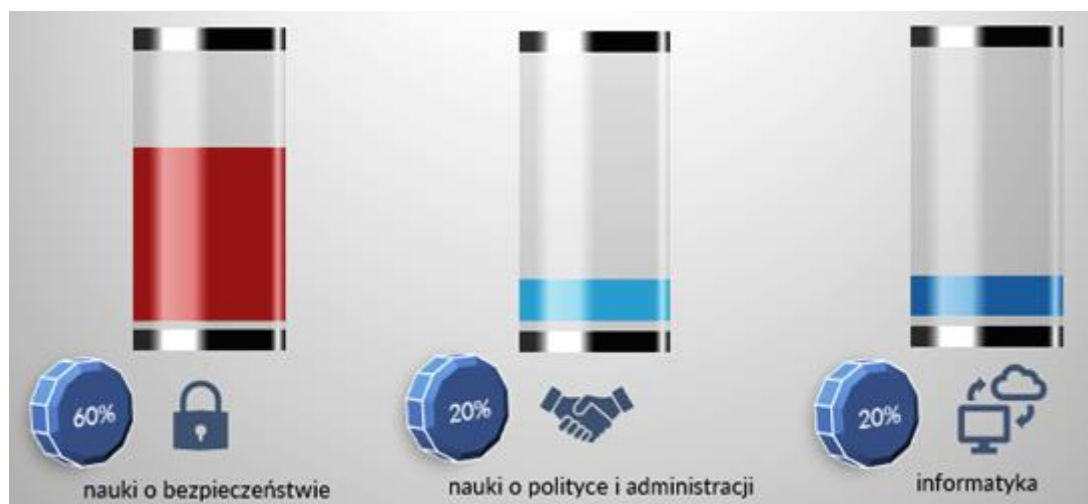 60%
nauki o bezpieczeństwie
20%
nauki o polityce i administracji
20%
informatyka